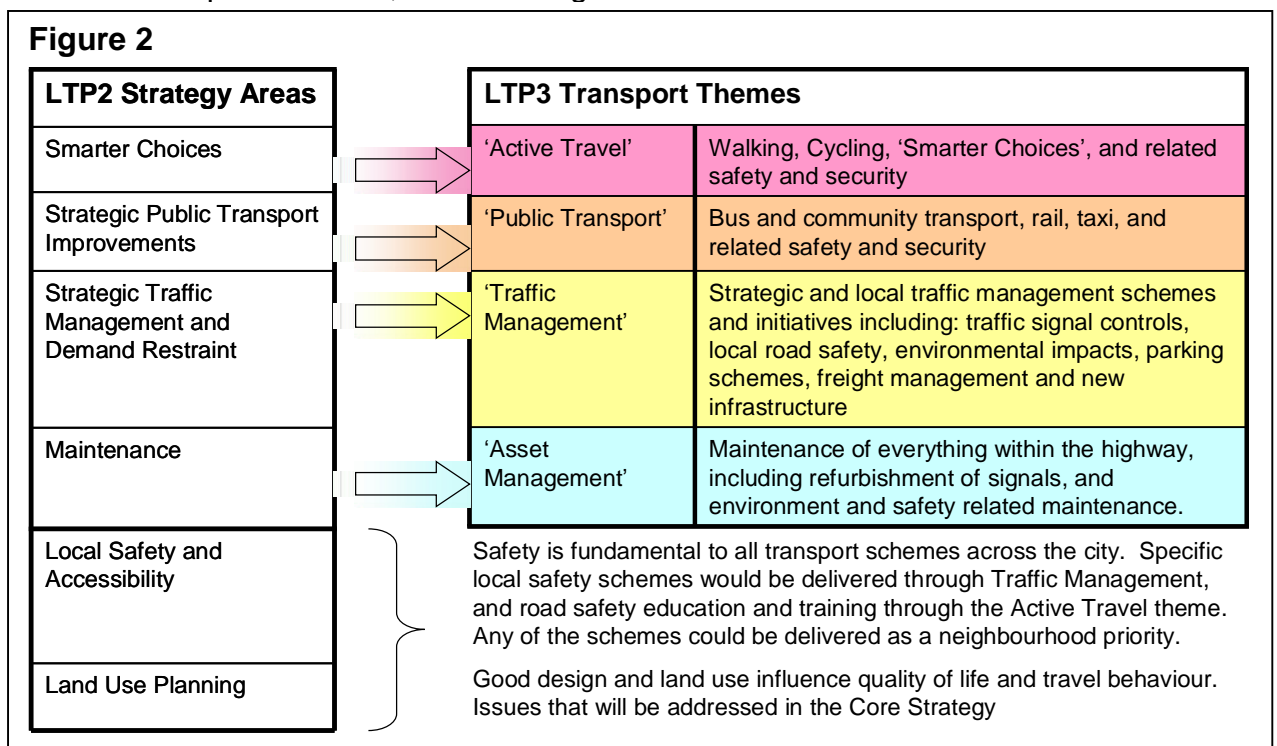 Figure 2
LTP2 Strategy Areas
LTP3 Transport Themes
Smarter Choices
‘Active Travel’
Walking, Cycling, ‘Smarter Choices’, and related
safety and security
Strategic Public Transport
Improvements
‘Public Transport’
Bus and community transport, rail, taxi, and
related safety and security
Strategic Traffic
Management and
Demand Restraint
‘Traffic
Management’
Strategic and local traffic management schemes
and initiatives including: traffic signal controls,
local road safety, environmental impacts, parking
schemes, freight management and new
infrastructure
Maintenance
‘Asset
Management’
Maintenance of everything within the highway,
including refurbishment of signals, and
environment and safety related maintenance.
Local Safety and
Accessibility
Safety is fundamental to all transport schemes across the city.  Specific
local safety schemes would be delivered through Traffic Management,
and road safety education and training through the Active Travel theme.
Any of the schemes could be delivered as a neighbourhood priority.
Land Use Planning
Good design and land use influence quality of life and travel behaviour.
Issues that will be addressed in the Core Strategy